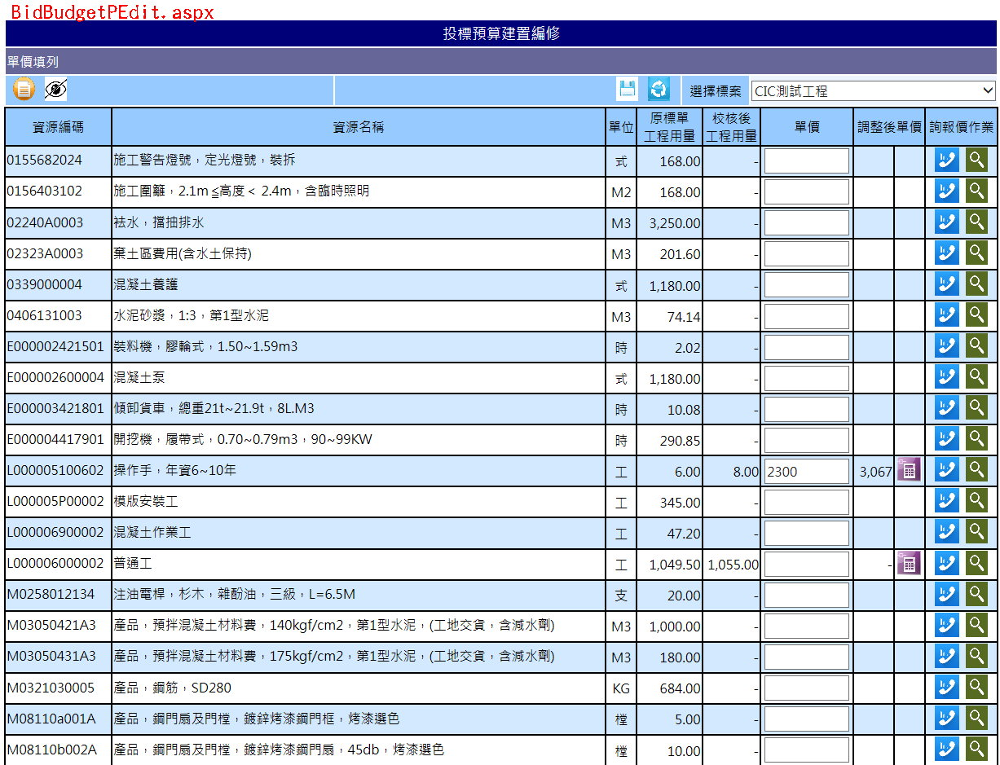 BidBudgetPEdit.aspx
投標預算建置編修
單價填列
選擇標案 CIC測試工程
資源編碼 資源名稱 單位 原標單工程用量 校核後工程用量 單價 調整後單價 詢報價作業
0155682024 施工警告燈號，定光燈號，裝拆 式 168.00 -
0156403102 施工圍籬，2.1m≦高度＜2.4m，含臨時照明 M2 168.00 -
02240A0003 袪水，擋抽排水 M3 3,250.00 -
02323A0003 棄土區費用(含水土保持) M3 201.60 -
0339000004 混凝土養護 式 1,180.00 -
0406131003 水泥砂漿，1:3，第1型水泥 M3 74.14 -
E000002421501 裝料機，膠輪式，1.50~1.59m3 時 2.02 -
E000002600004 混凝土泵 式 1,180.00 -
E000003421801 傾卸貨車，總重21t~21.9t，8L.M3 時 10.08 -
E000004417901 開挖機，履帶式，0.70~0.79m3，90~99KW 時 290.85 -
L000005100602 操作手，年資6~10年 工 6.00 8.00 2300 3,067
L000005P00002 模版安裝工 工 345.00 -
L000006900002 混凝土作業工 工 47.20 -
L000006000002 普通工 工 1,049.50 1,055.00 -
M0258012134 注油電桿，杉木，雜酚油，三級，L=6.5M 支 20.00 -
M03050421A3 產品，預拌混凝土材料費，140kgf/cm2，第1型水泥，(工地交貨，含減水劑) M3 1,000.00 -
M03050431A3 產品，預拌混凝土材料費，175kgf/cm2，第1型水泥，(工地交貨，含減水劑) M3 180.00 -
M0321030005 產品，鋼筋，SD280 KG 684.00 -
M08110a001A 產品，鋼門扇及門樘，鍍鋅烤漆鋼門框，烤漆選色 樘 5.00 -
M08110b002A 產品，鋼門扇及門樘，鍍鋅烤漆鋼門扇，45db，烤漆選色 樘 10.00 -